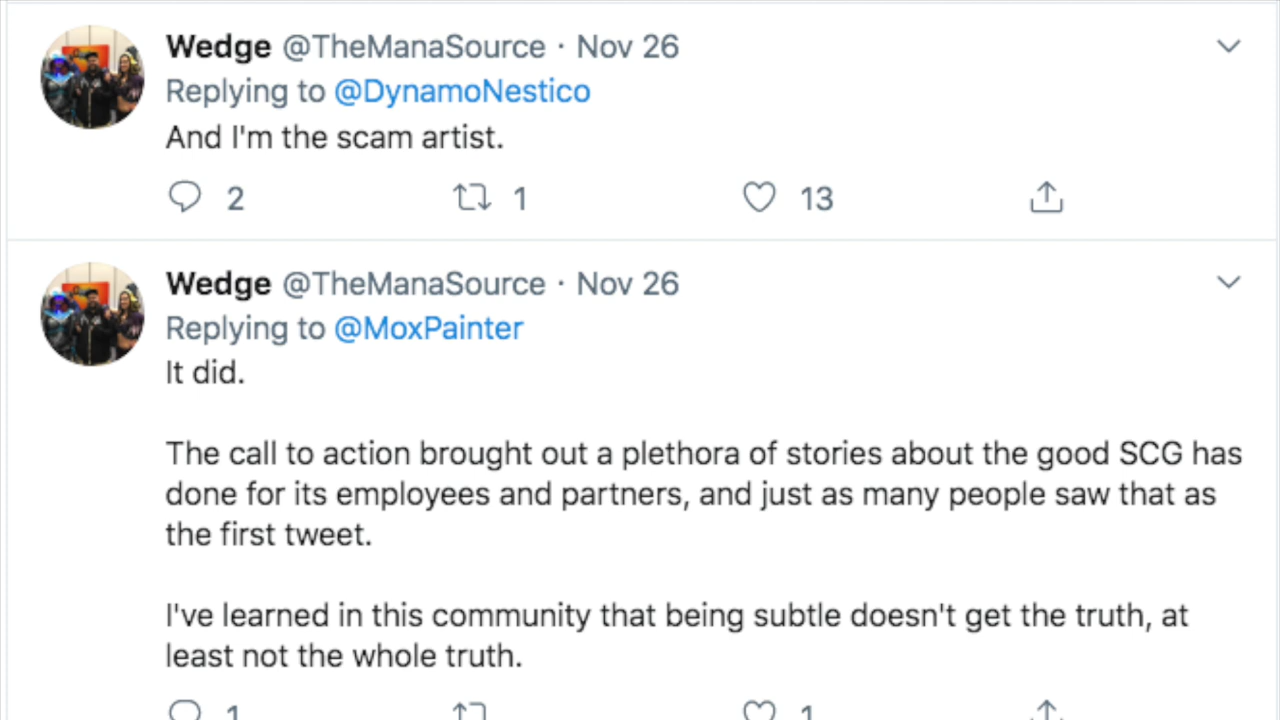 Wedge @TheManaSource · Nov 26
Replying to @DynamoNestico
And I'm the scam artist.
2 1 13
Wedge @TheManaSource · Nov 26
Replying to @MoxPainter
It did.
The call to action brought out a plethora of stories about the good SCG has
done for its employees and partners, and just as many people saw that as
the first tweet.
I've learned in this community that being subtle doesn't get the truth, at
least not the whole truth.
1 1